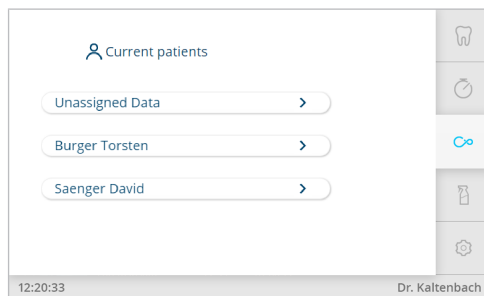 Current patients
Unassigned Data
Burger Torsten
Saenger David
12:20:33 Dr. Kaltenbach